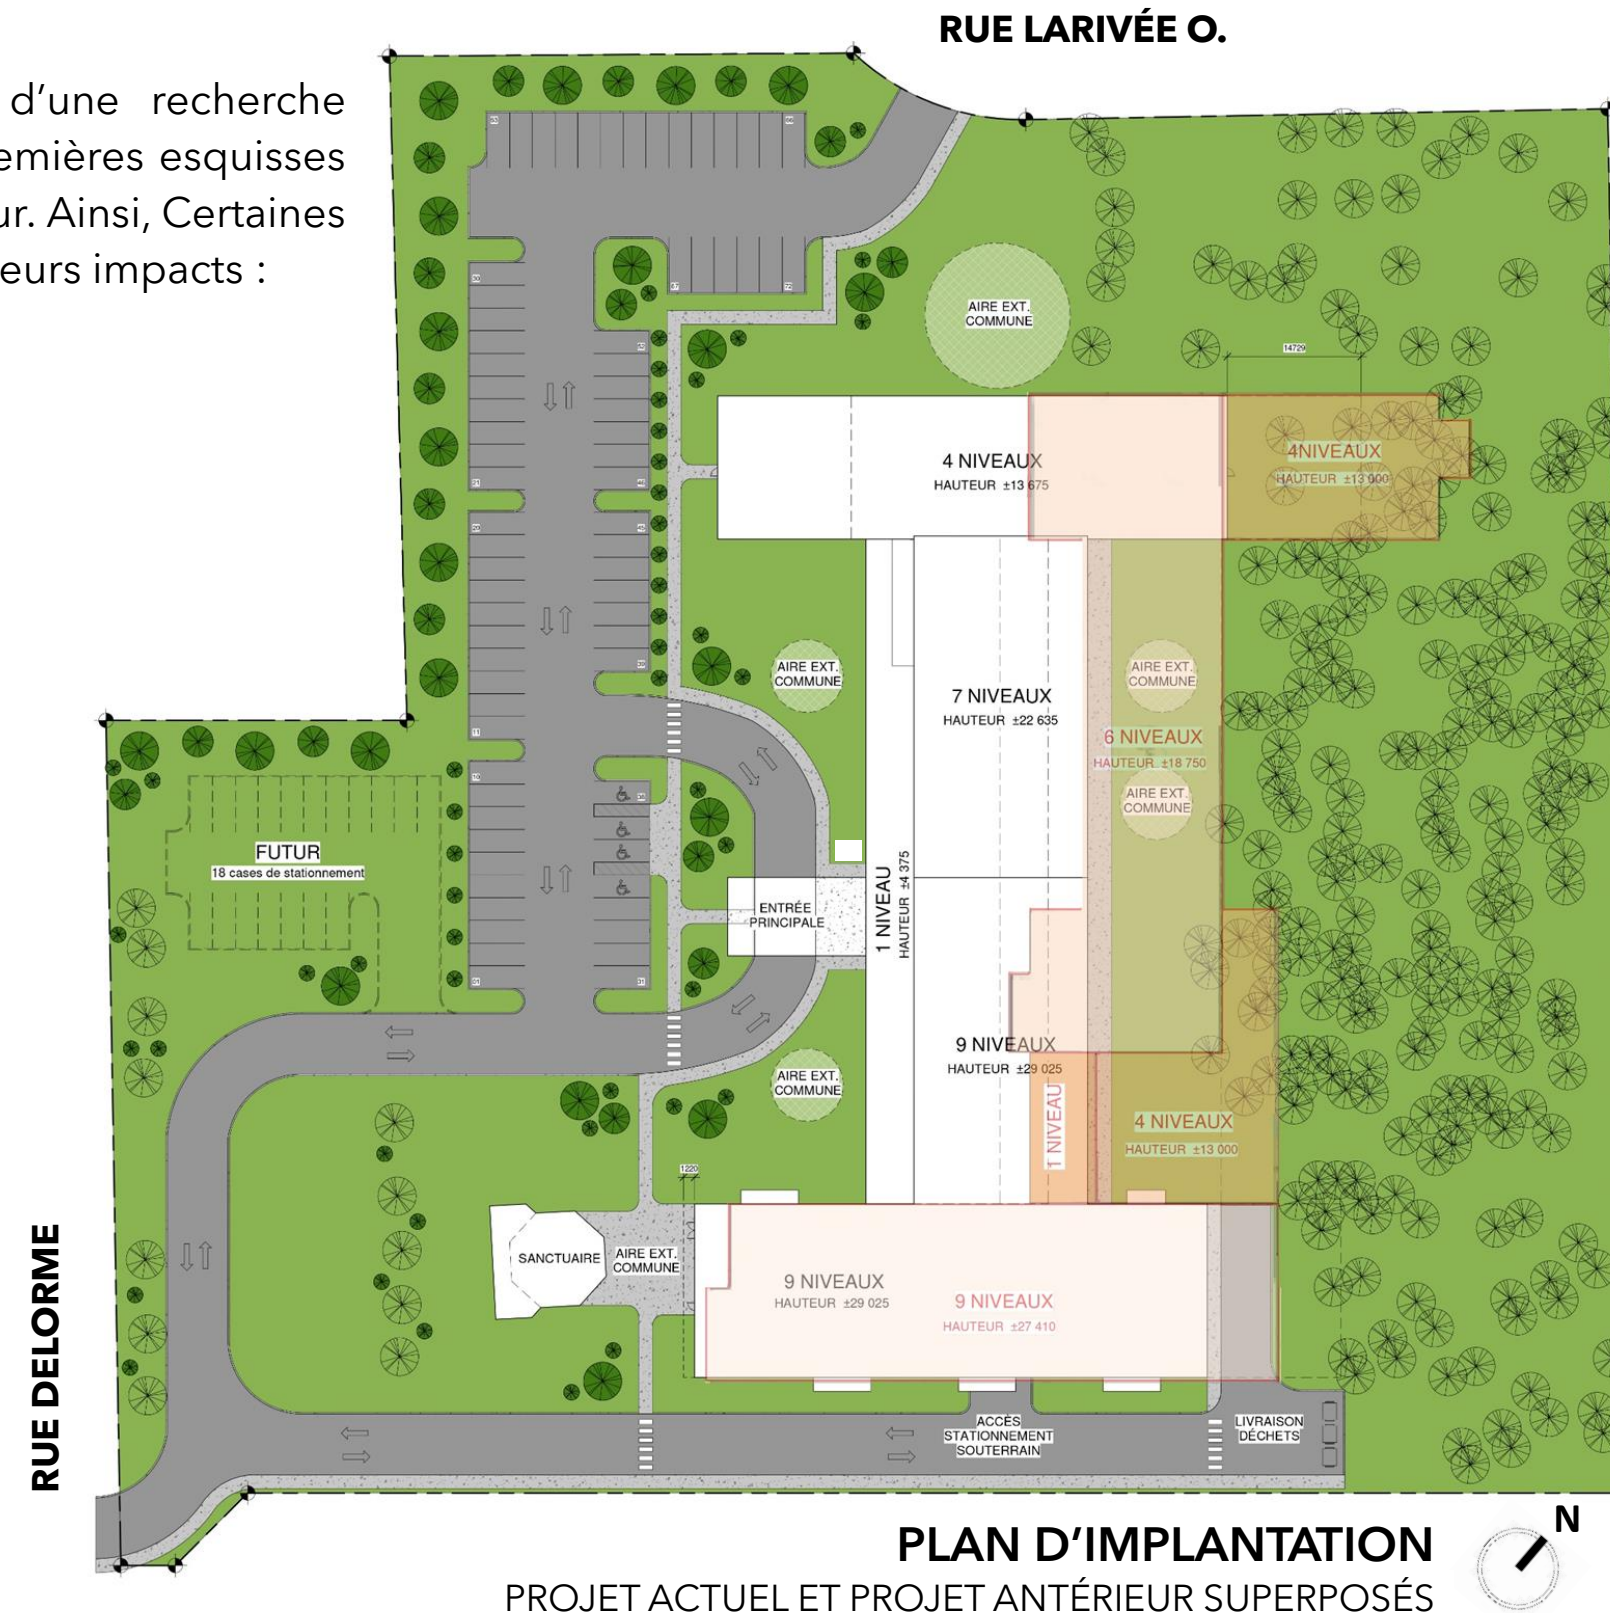 RUE LARIVÉE O.
d'une recherche
emières esquisses
ur. Ainsi, Certaines
eurs impacts :
AIRE EXT.
COMMUNE
14729
4 NIVEAUX
HAUTEUR ±13 675
4NIVEAUX
HAUTEUR ±13 000
AIRE EXT.
COMMUNE
7 NIVEAUX
HAUTEUR ±22 635
AIRE EXT.
COMMUNE
6 NIVEAUX
HAUTEUR ±18 750
AIRE EXT.
COMMUNE
FUTUR
18 cases de stationnement
ENTRÉE
PRINCIPALE
1 NIVEAU
HAUTEUR ±4 375
9 NIVEAUX
HAUTEUR ±29 025
AIRE EXT.
COMMUNE
1 NIVEAU
4 NIVEAUX
HAUTEUR ±13 000
1220
SANCTUAIRE
AIRE EXT.
COMMUNE
9 NIVEAUX
HAUTEUR ±29 025
9 NIVEAUX
HAUTEUR ±27 410
RUE DELORME
ACCÈS
STATIONNEMENT
SOUTERRAIN
LIVRAISON
DÉCHETS
N
PLAN D'IMPLANTATION
PROJET ACTUEL ET PROJET ANTÉRIEUR SUPERPOSÉS